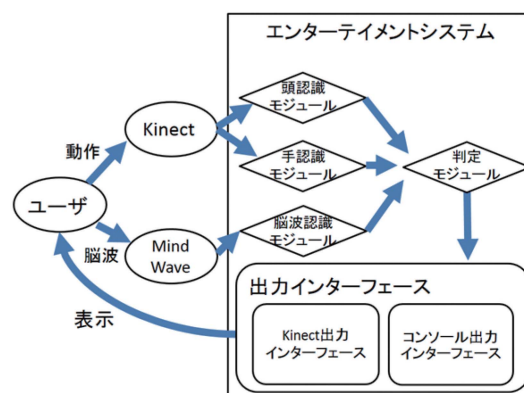 エンターテイメントシステム
頭認識
モジュール
Kinect
動作
手認識
モジュール
判定
モジュール
ユーザ
脳波
Mind
Wave
脳波認識
モジュール
出力インターフェース
表示
Kinect出力
インターフェース
コンソール出力
インターフェース